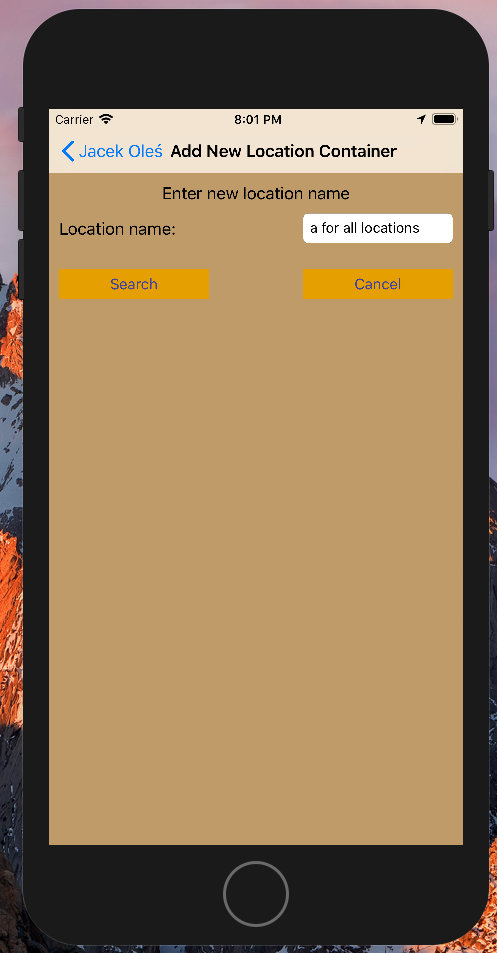 Carrier 8:01 PM
Jacek Oleś Add New Location Container
Enter new location name
Location name: a for all locations
Search Cancel